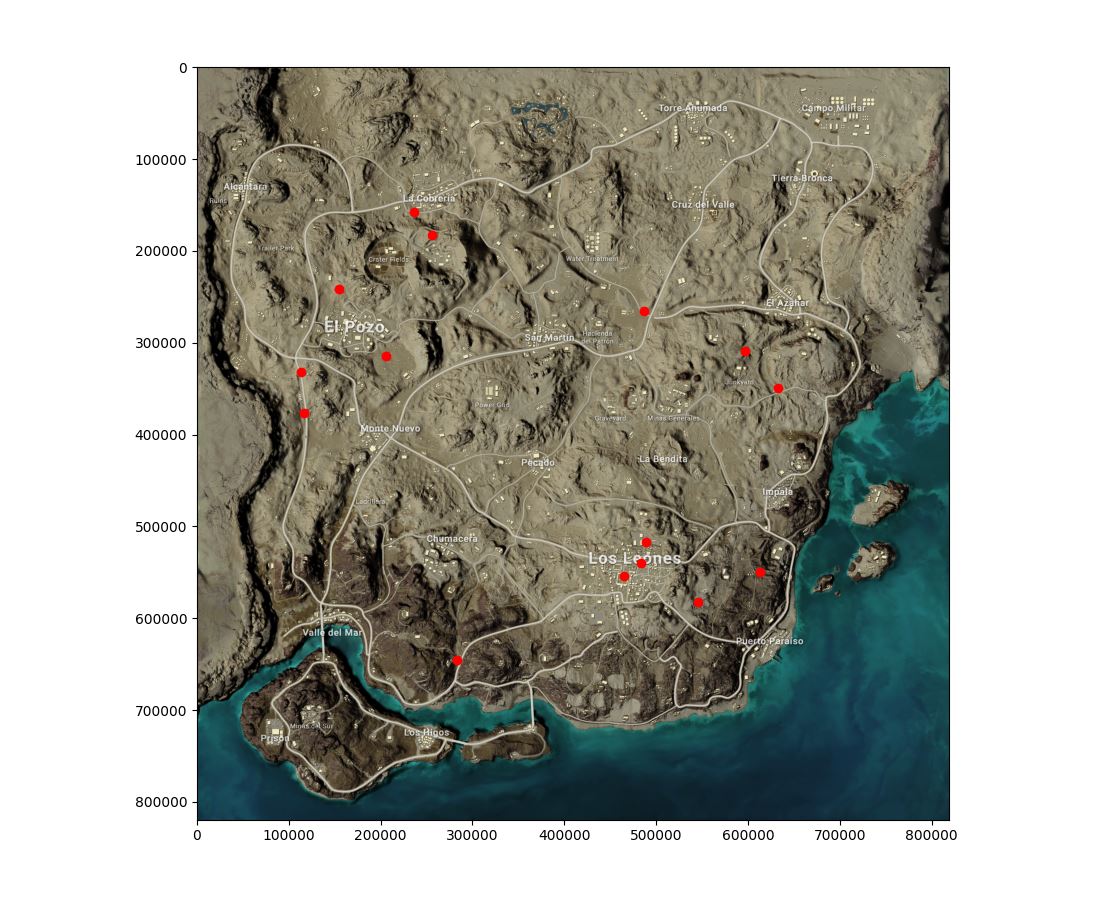 0
Torre Ahumada
Campo Militar
100000
Tierra Bronca
Alcantara
Ruins
La Cobreria
Cruz del Valle
200000
Trailer Park
Crater Fields
Water Treatment
El Azahar
300000
El Pozo
San Martin
Hacienda
del Patron
Junkyard
Power Grid
Graveyard
Minas Generales
400000
Monte Nuevo
Pecado
La Bendita
Impala
Ladrillera
500000
Chumacera
Los Leones
600000
Valle del Mar
Puerto Paraiso
700000
Minas del Sur
Prison
Los Higos
800000
0 100000 200000 300000 400000 500000 600000 700000 800000